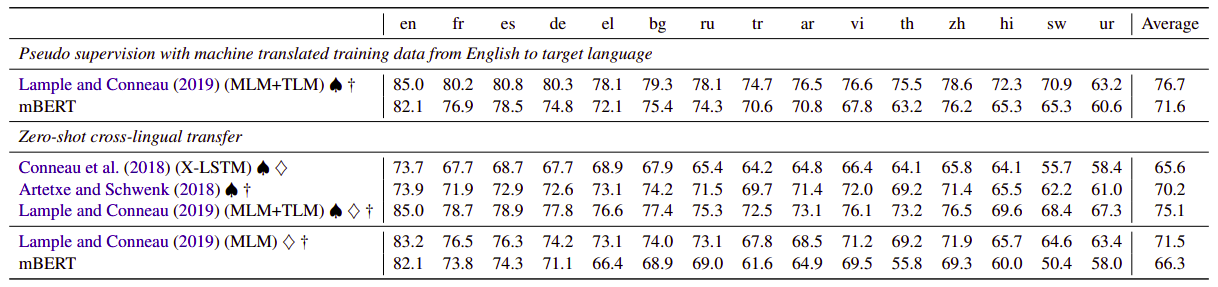 en fr es de el bg ru tr ar vi th zh hi sw ur Average
Pseudo supervision with machine translated training data from English to target language
Lample and Conneau (2019) (MLM+TLM) ♠ † 85.0 80.2 80.8 80.3 78.1 79.3 78.1 74.7 76.5 76.6 75.5 78.6 72.3 70.9 63.2 76.7
mBERT 82.1 76.9 78.5 74.8 72.1 75.4 74.3 70.6 70.8 67.8 63.2 76.2 65.3 65.3 60.6 71.6
Zero-shot cross-lingual transfer
Conneau et al. (2018) (X-LSTM) ♠ ♢ 73.7 67.7 68.7 67.7 68.9 67.9 65.4 64.2 64.8 66.4 64.1 65.8 64.1 55.7 58.4 65.6
Artetxe and Schwenk (2018) ♠ † 73.9 71.9 72.9 72.6 73.1 74.2 71.5 69.7 71.4 72.0 69.2 71.4 65.5 62.2 61.0 70.2
Lample and Conneau (2019) (MLM+TLM) ♠ ♢ † 85.0 78.7 78.9 77.8 76.6 77.4 75.3 72.5 73.1 76.1 73.2 76.5 69.6 68.4 67.3 75.1
Lample and Conneau (2019) (MLM) ♢ † 83.2 76.5 76.3 74.2 73.1 74.0 73.1 67.8 68.5 71.2 69.2 71.9 65.7 64.6 63.4 71.5
mBERT 82.1 73.8 74.3 71.1 66.4 68.9 69.0 61.6 64.9 69.5 55.8 69.3 60.0 50.4 58.0 66.3